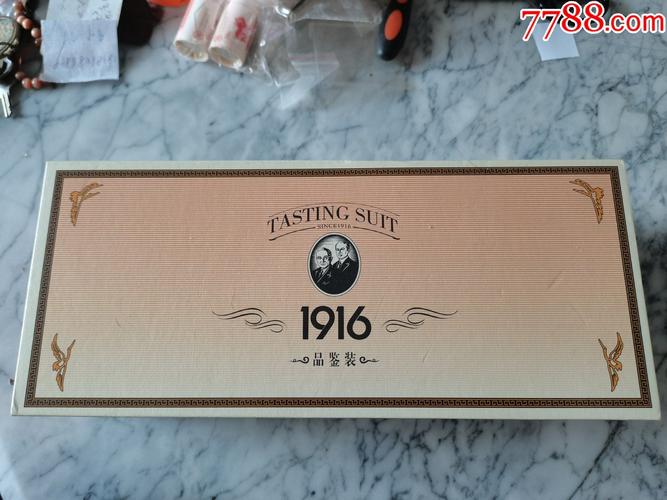 7788.com
TASTING SUIT
SINCE1916
1916
品鉴装